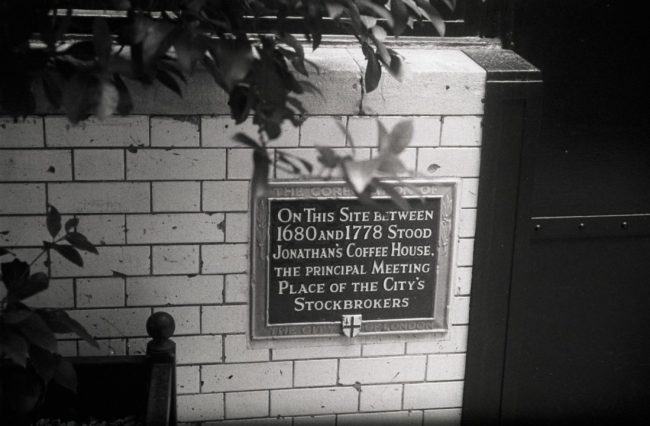 THE CORPORATION OF
ON THIS SITE BETWEEN
1680 AND 1778 STOOD
JONATHAN'S COFFEE HOUSE,
THE PRINCIPAL MEETING
PLACE OF THE CITY'S
STOCKBROKERS
THE CITY OF LONDON